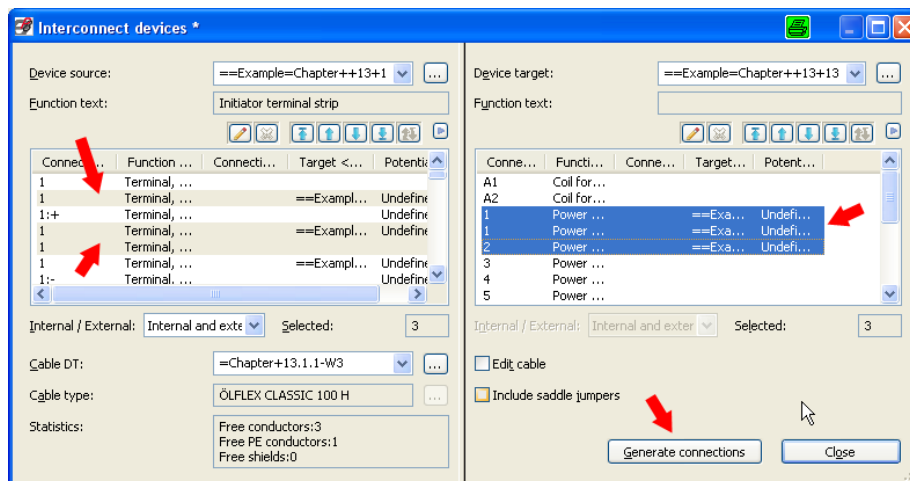 Interconnect devices *
Device source:
==Example=Chapter++13+1
...
Function text:
Initiator terminal strip
Connec... Function ... Connecti... Target <... Potentia
1 Terminal, ...
1 Terminal, ... ==Exampl... Undefine
1:+ Terminal, ... Undefine
1 Terminal, ... ==Exampl... Undefine
1 Terminal, ...
1 Terminal, ... ==Exampl... Undefine
1:- Terminal. ... Undefine
Internal / External:
Internal and exte
Selected:
3
Cable DT:
=Chapter+13.1.1-W3
...
Cable type:
ÖLFLEX CLASSIC 100 H
...
Statistics:
Free conductors:3
Free PE conductors:1
Free shields:0
Device target:
==Example=Chapter++13+13
...
Function text:
Conne... Functi... Conne... Target... Potent...
A1 Coil for...
A2 Coil for...
1 Power ... ==Exa... Undefi...
1 Power ... ==Exa... Undefi...
2 Power ... ==Exa... Undefi...
3 Power ...
4 Power ...
5 Power ...
Internal / External:
Internal and exter
Selected:
3
Edit cable
Include saddle jumpers
Generate connections
Close